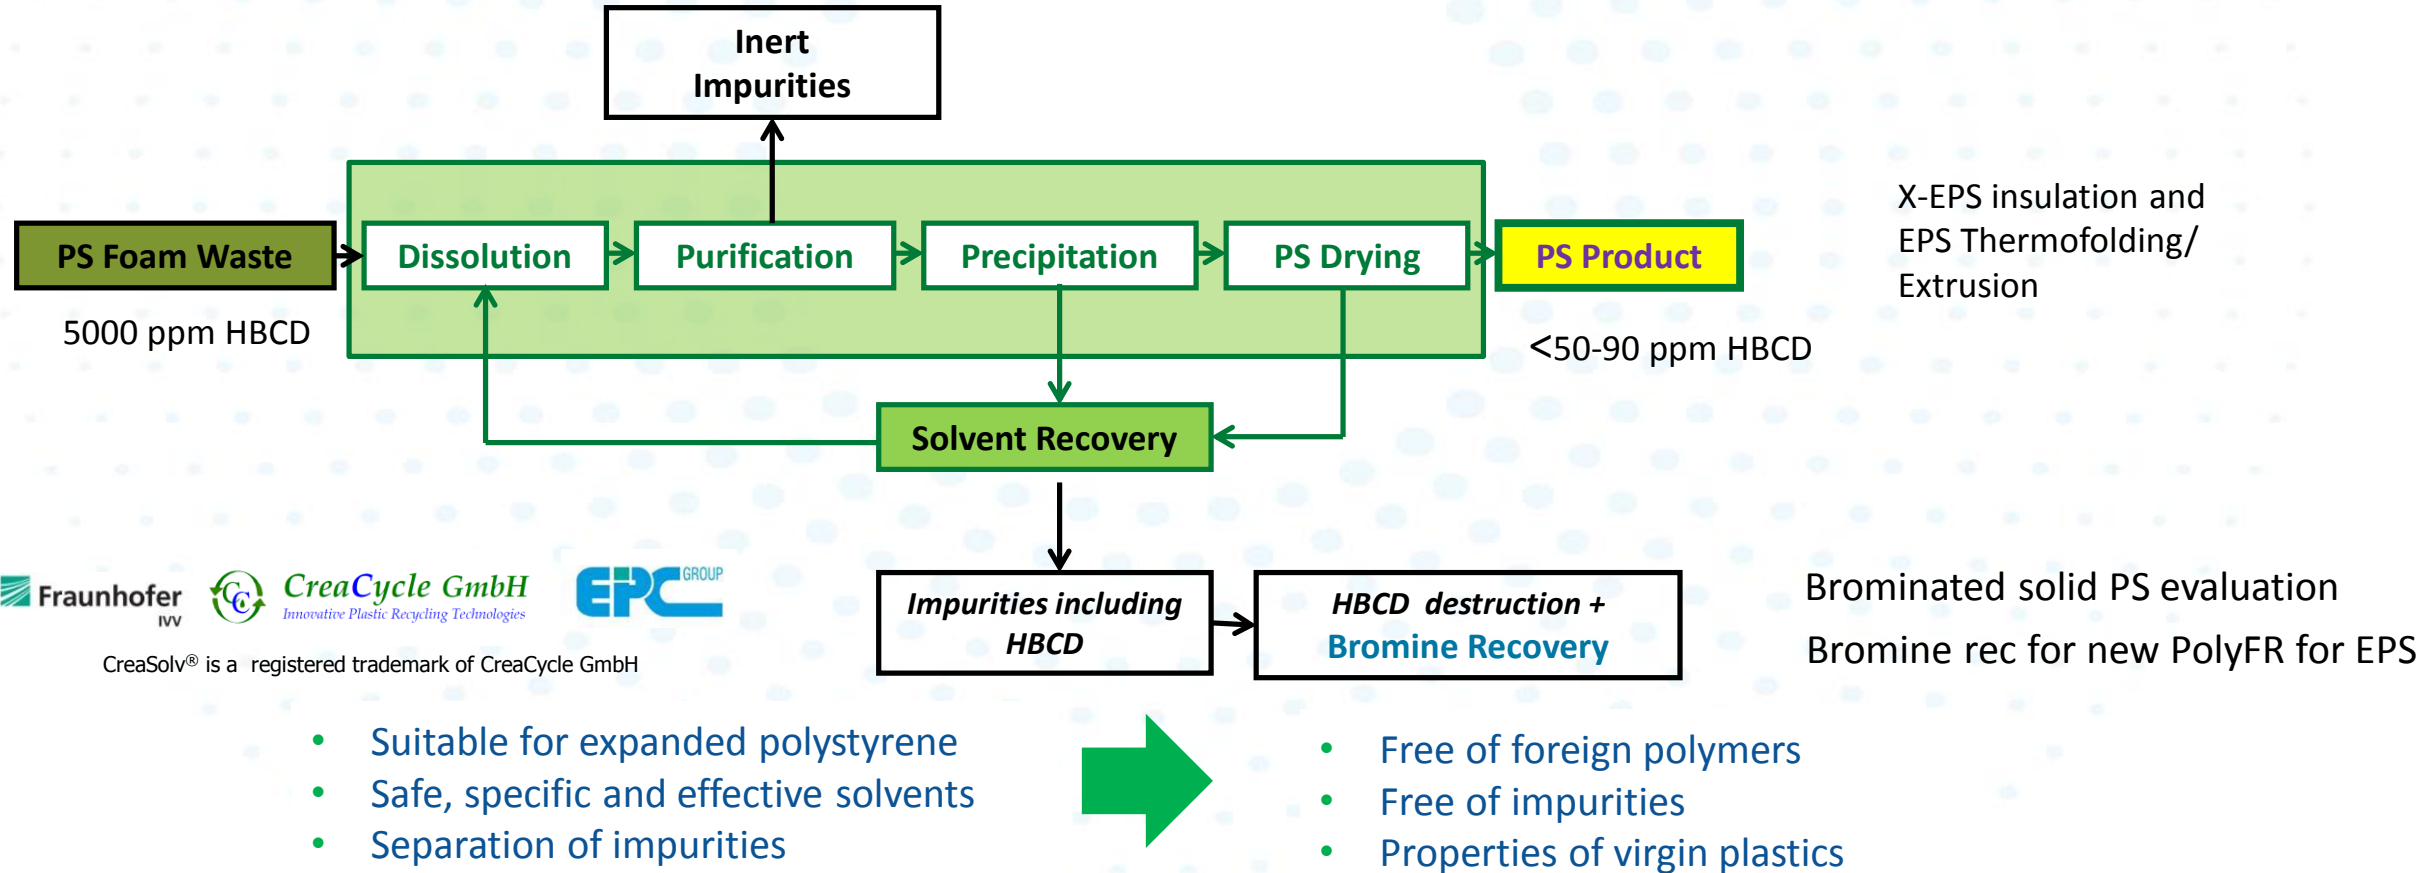 Inert
Impurities
PS Foam Waste
Dissolution
Purification
Precipitation
PS Drying
PS Product
X-EPS insulation and
EPS Thermofolding/
Extrusion
5000 ppm HBCD
<50-90 ppm HBCD
Solvent Recovery
Impurities including
HBCD
HBCD destruction +
Bromine Recovery
Brominated solid PS evaluation
Bromine rec for new PolyFR for EPS
Fraunhofer
IVV
CC
CreaCycle GmbH
Innovative Plastic Recycling Technologies
EPC GROUP
CreaSolv® is a registered trademark of CreaCycle GmbH
• Suitable for expanded polystyrene
• Safe, specific and effective solvents
• Separation of impurities
• Free of foreign polymers
• Free of impurities
• Properties of virgin plastics